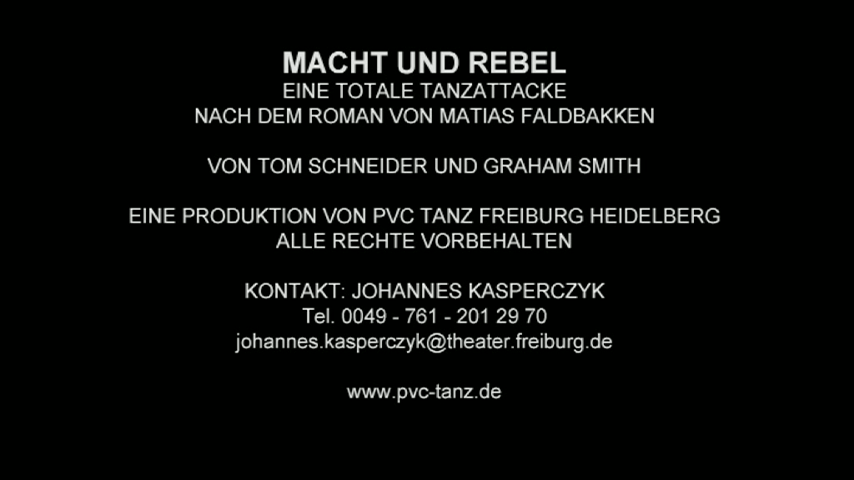 MACHT UND REBEL
EINE TOTALE TANZATTACKE
NACH DEM ROMAN VON MATIAS FALDBAKKEN
VON TOM SCHNEIDER UND GRAHAM SMITH
EINE PRODUKTION VON PVC TANZ FREIBURG HEIDELBERG
ALLE RECHTE VORBEHALTEN
KONTAKT: JOHANNES KASPERCZYK
Tel. 0049 - 761 - 201 29 70
johannes.kasperczyk@theater.freiburg.de
www.pvc-tanz.de